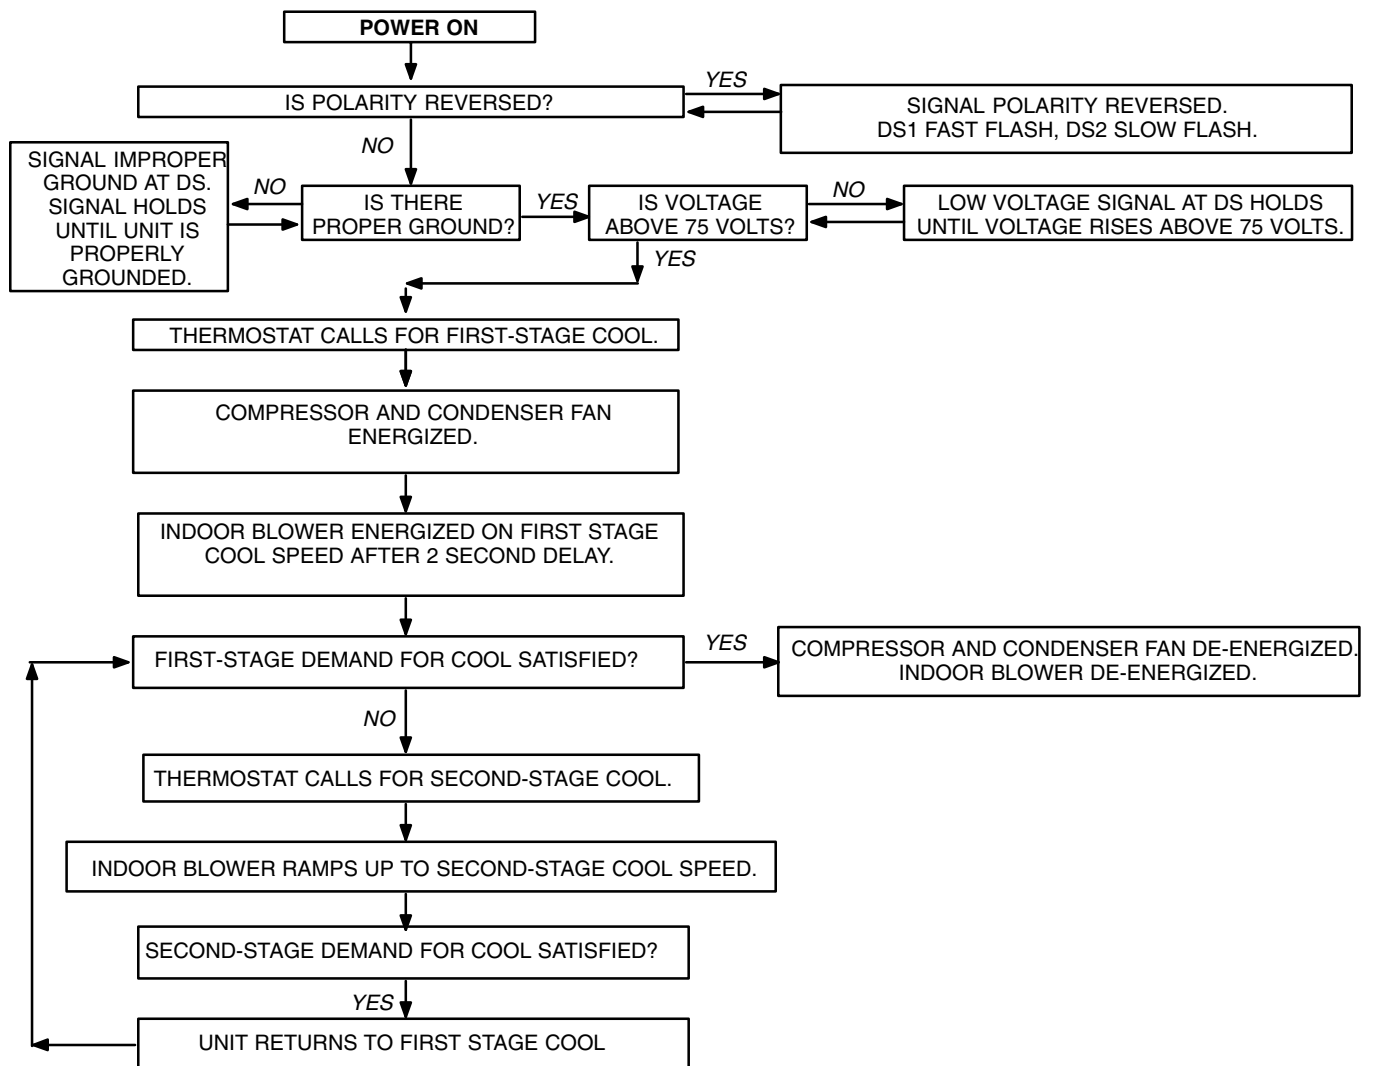 POWER ON
YES
IS POLARITY REVERSED?
SIGNAL POLARITY REVERSED.
DS1 FAST FLASH, DS2 SLOW FLASH.
NO
SIGNAL IMPROPER
GROUND AT DS.
SIGNAL HOLDS
UNTIL UNIT IS
PROPERLY
GROUNDED.
NO
IS THERE
PROPER GROUND?
YES
IS VOLTAGE
ABOVE 75 VOLTS?
NO
LOW VOLTAGE SIGNAL AT DS HOLDS
UNTIL VOLTAGE RISES ABOVE 75 VOLTS.
YES
THERMOSTAT CALLS FOR FIRST-STAGE COOL.
COMPRESSOR AND CONDENSER FAN
ENERGIZED.
INDOOR BLOWER ENERGIZED ON FIRST STAGE
COOL SPEED AFTER 2 SECOND DELAY.
FIRST-STAGE DEMAND FOR COOL SATISFIED?
YES
COMPRESSOR AND CONDENSER FAN DE-ENERGIZED.
INDOOR BLOWER DE-ENERGIZED.
NO
THERMOSTAT CALLS FOR SECOND-STAGE COOL.
INDOOR BLOWER RAMPS UP TO SECOND-STAGE COOL SPEED.
SECOND-STAGE DEMAND FOR COOL SATISFIED?
YES
UNIT RETURNS TO FIRST STAGE COOL